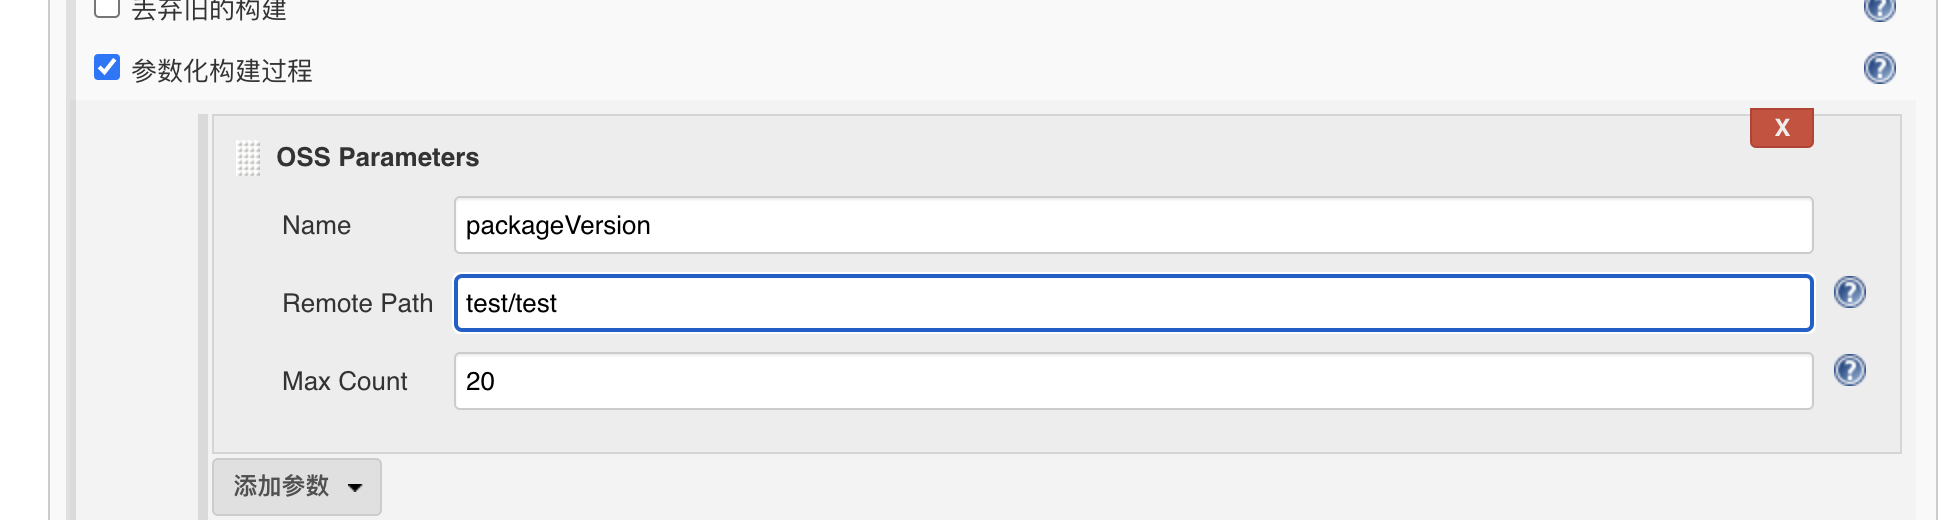 丢弃旧的构建
?
参数化构建过程
?
X
OSS Parameters
Name
packageVersion
Remote Path
test/test
?
Max Count
20
?
添加参数